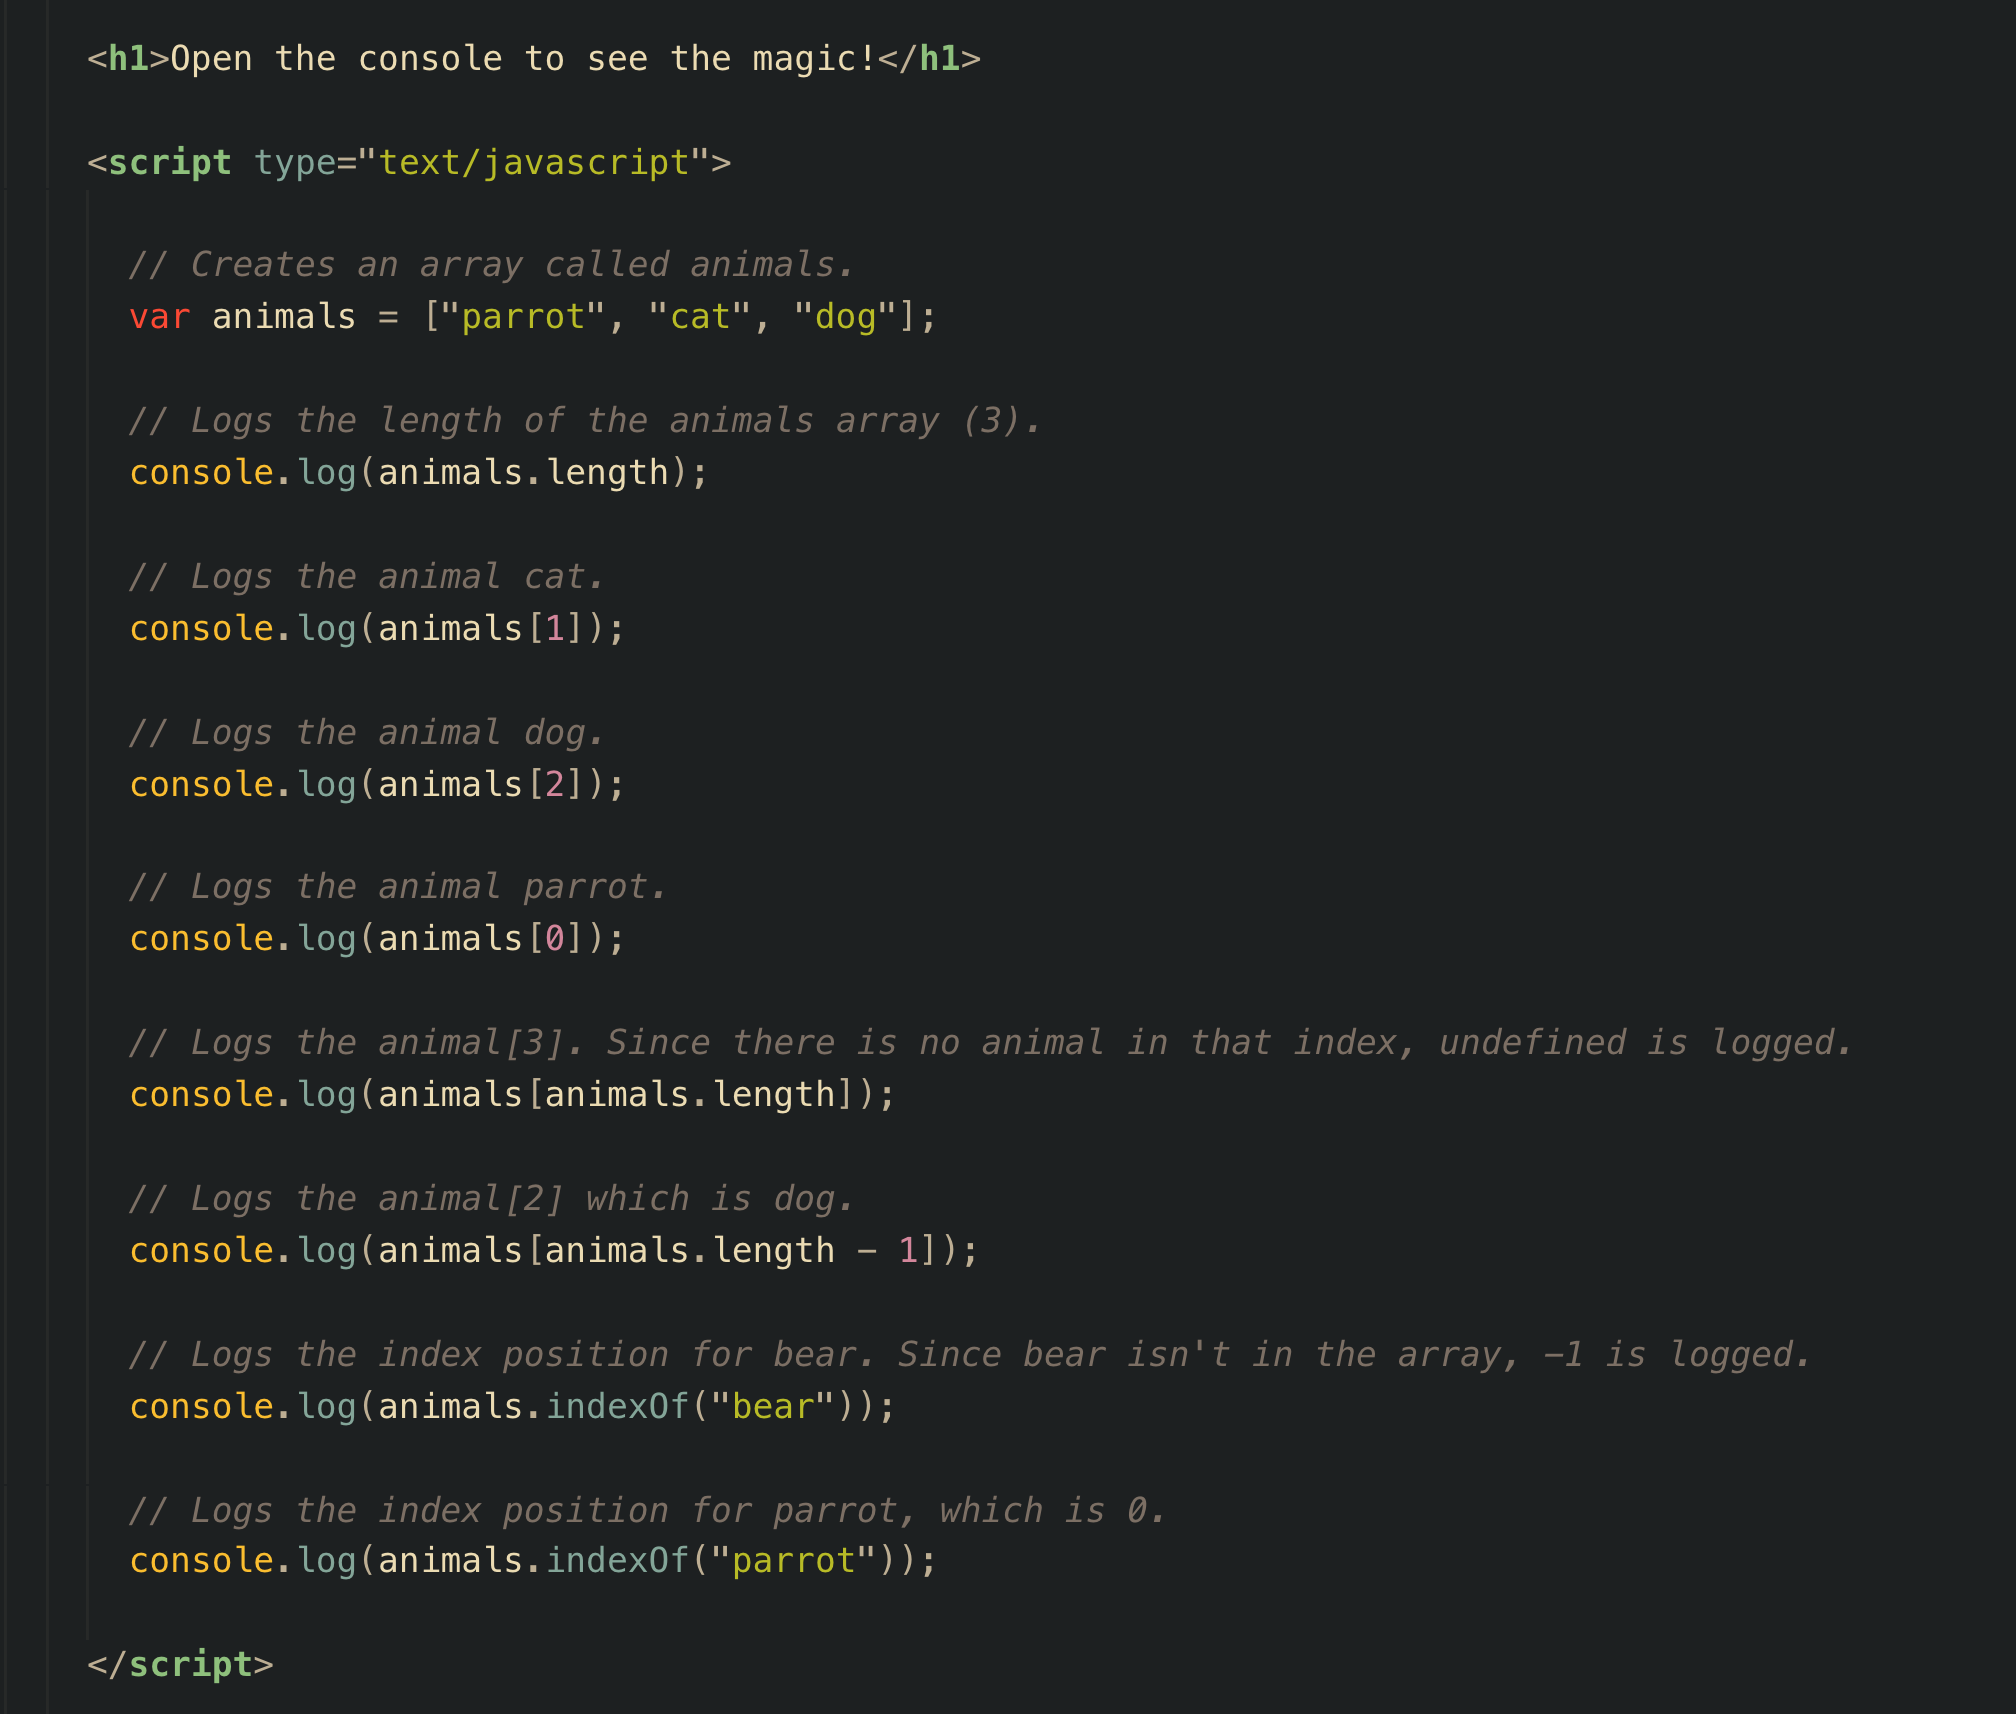 <h1>Open the console to see the magic!</h1>
<script type="text/javascript">
// Creates an array called animals.
var animals = ["parrot", "cat", "dog"];
// Logs the length of the animals array (3).
console.log(animals.length);
// Logs the animal cat.
console.log(animals[1]);
// Logs the animal dog.
console.log(animals[2]);
// Logs the animal parrot.
console.log(animals[0]);
// Logs the animal[3]. Since there is no animal in that index, undefined is logged.
console.log(animals[animals.length]);
// Logs the animal[2] which is dog.
console.log(animals[animals.length - 1]);
// Logs the index position for bear. Since bear isn't in the array, -1 is logged.
console.log(animals.indexOf("bear"));
// Logs the index position for parrot, which is 0.
console.log(animals.indexOf("parrot"));
</script>